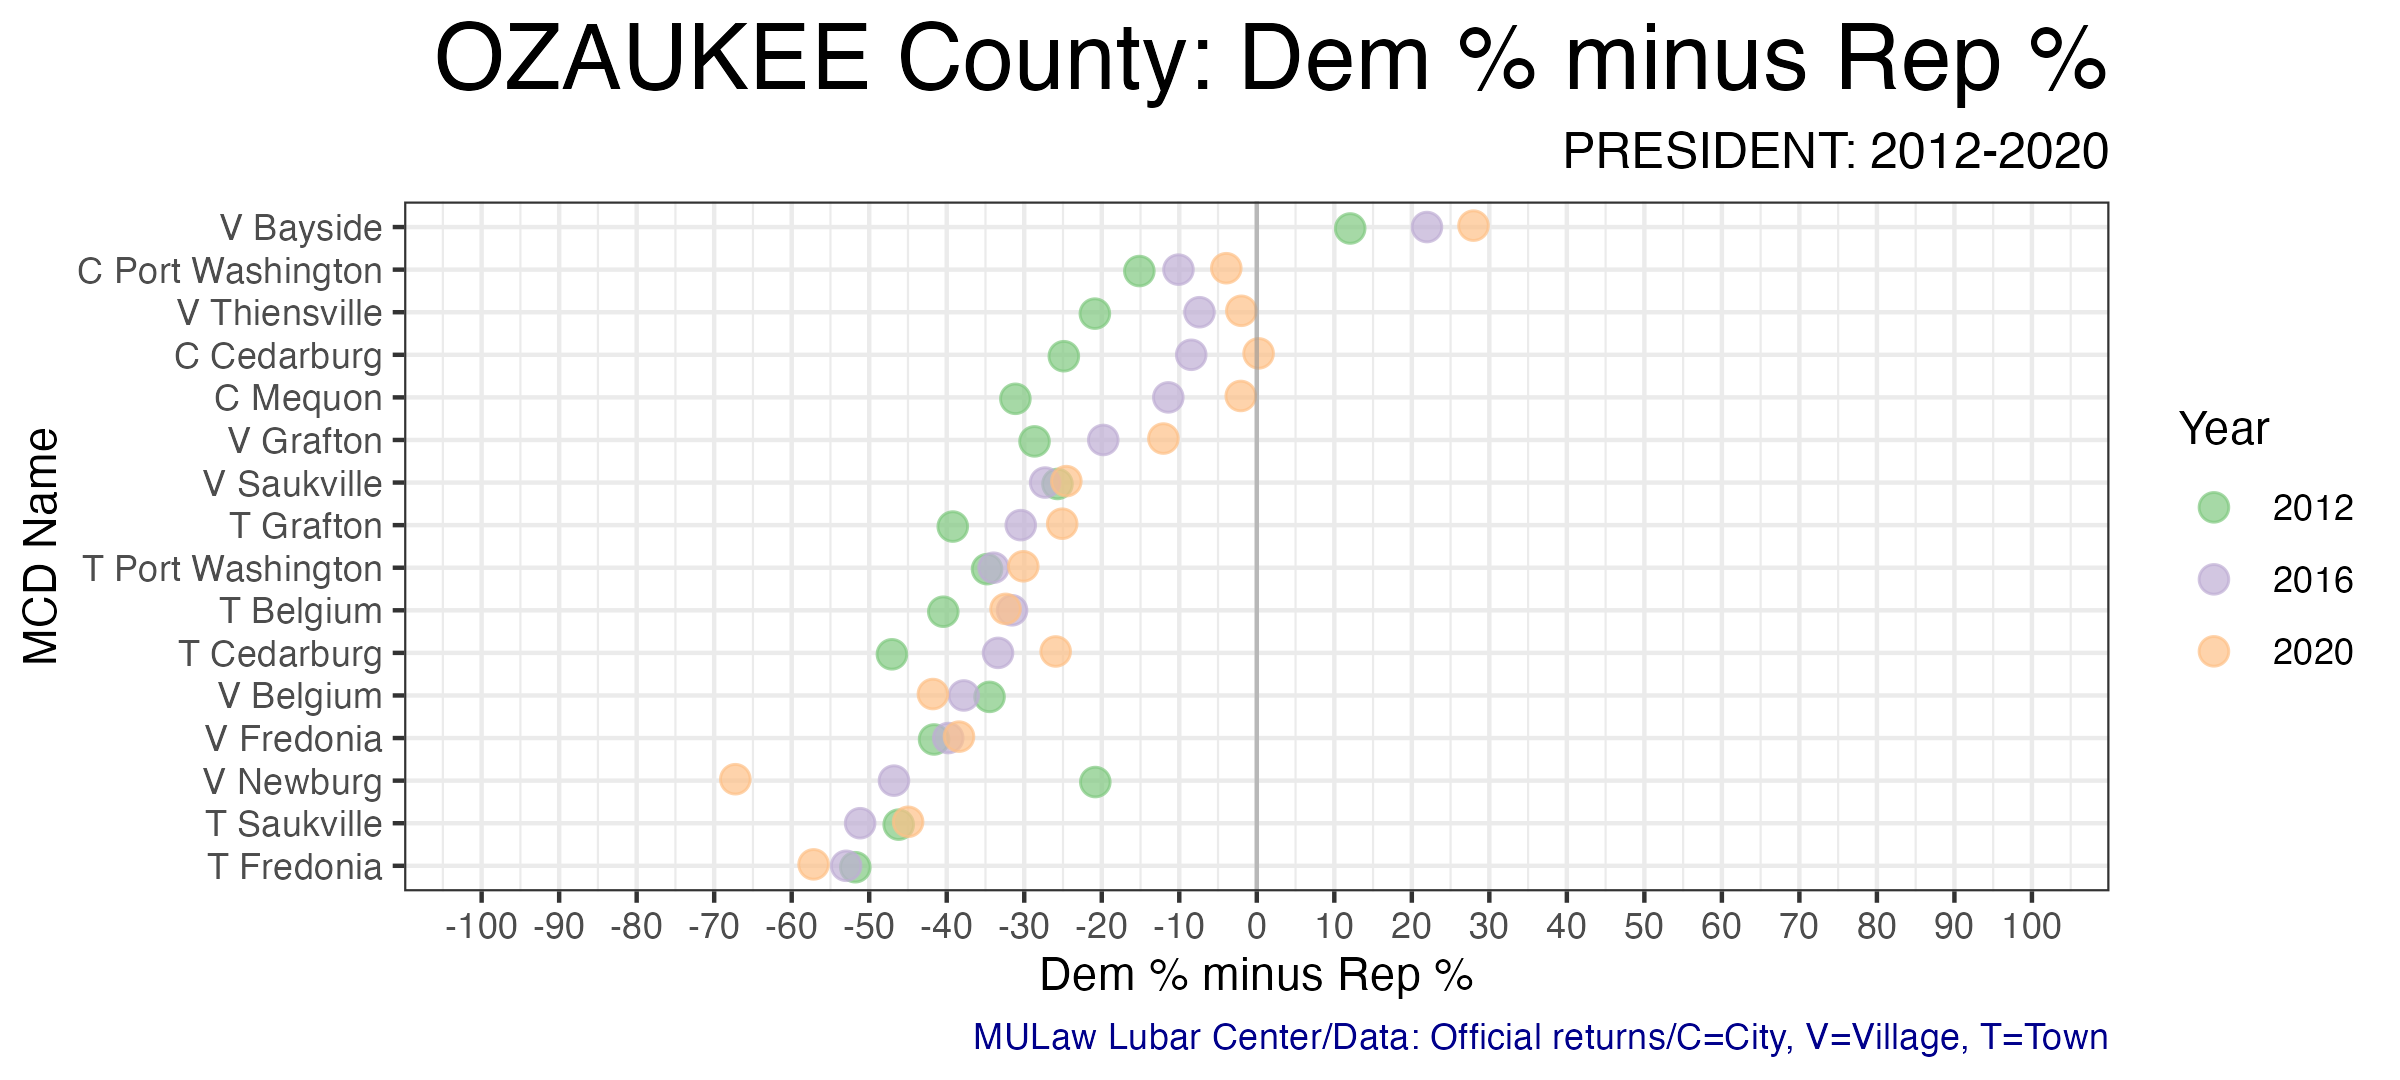 OZAUKEE County: Dem % minus Rep %
PRESIDENT: 2012-2020
MCD Name
V Bayside
C Port Washington
V Thiensville
C Cedarburg
C Mequon
V Grafton
V Saukville
T Grafton
T Port Washington
T Belgium
T Cedarburg
V Belgium
V Fredonia
V Newburg
T Saukville
T Fredonia
-100 -90 -80 -70 -60 -50 -40 -30 -20 -10 0 10 20 30 40 50 60 70 80 90 100
Dem % minus Rep %
Year
2012
2016
2020
MULaw Lubar Center/Data: Official returns/C=City, V=Village, T=Town